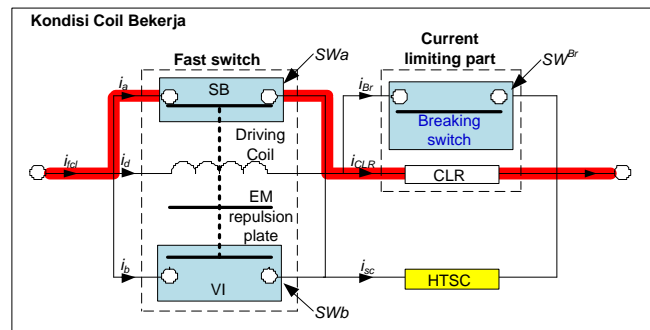 Kondisi Coil Bekerja
Fast switch
SWa
Current
limiting part
SW^Br
i_a
SB
i_Br
Breaking
switch
Driving
Coil
i_fcl
i_d
i_CLR
CLR
EM
repulsion
plate
i_b
VI
i_sc
HTSC
SWb